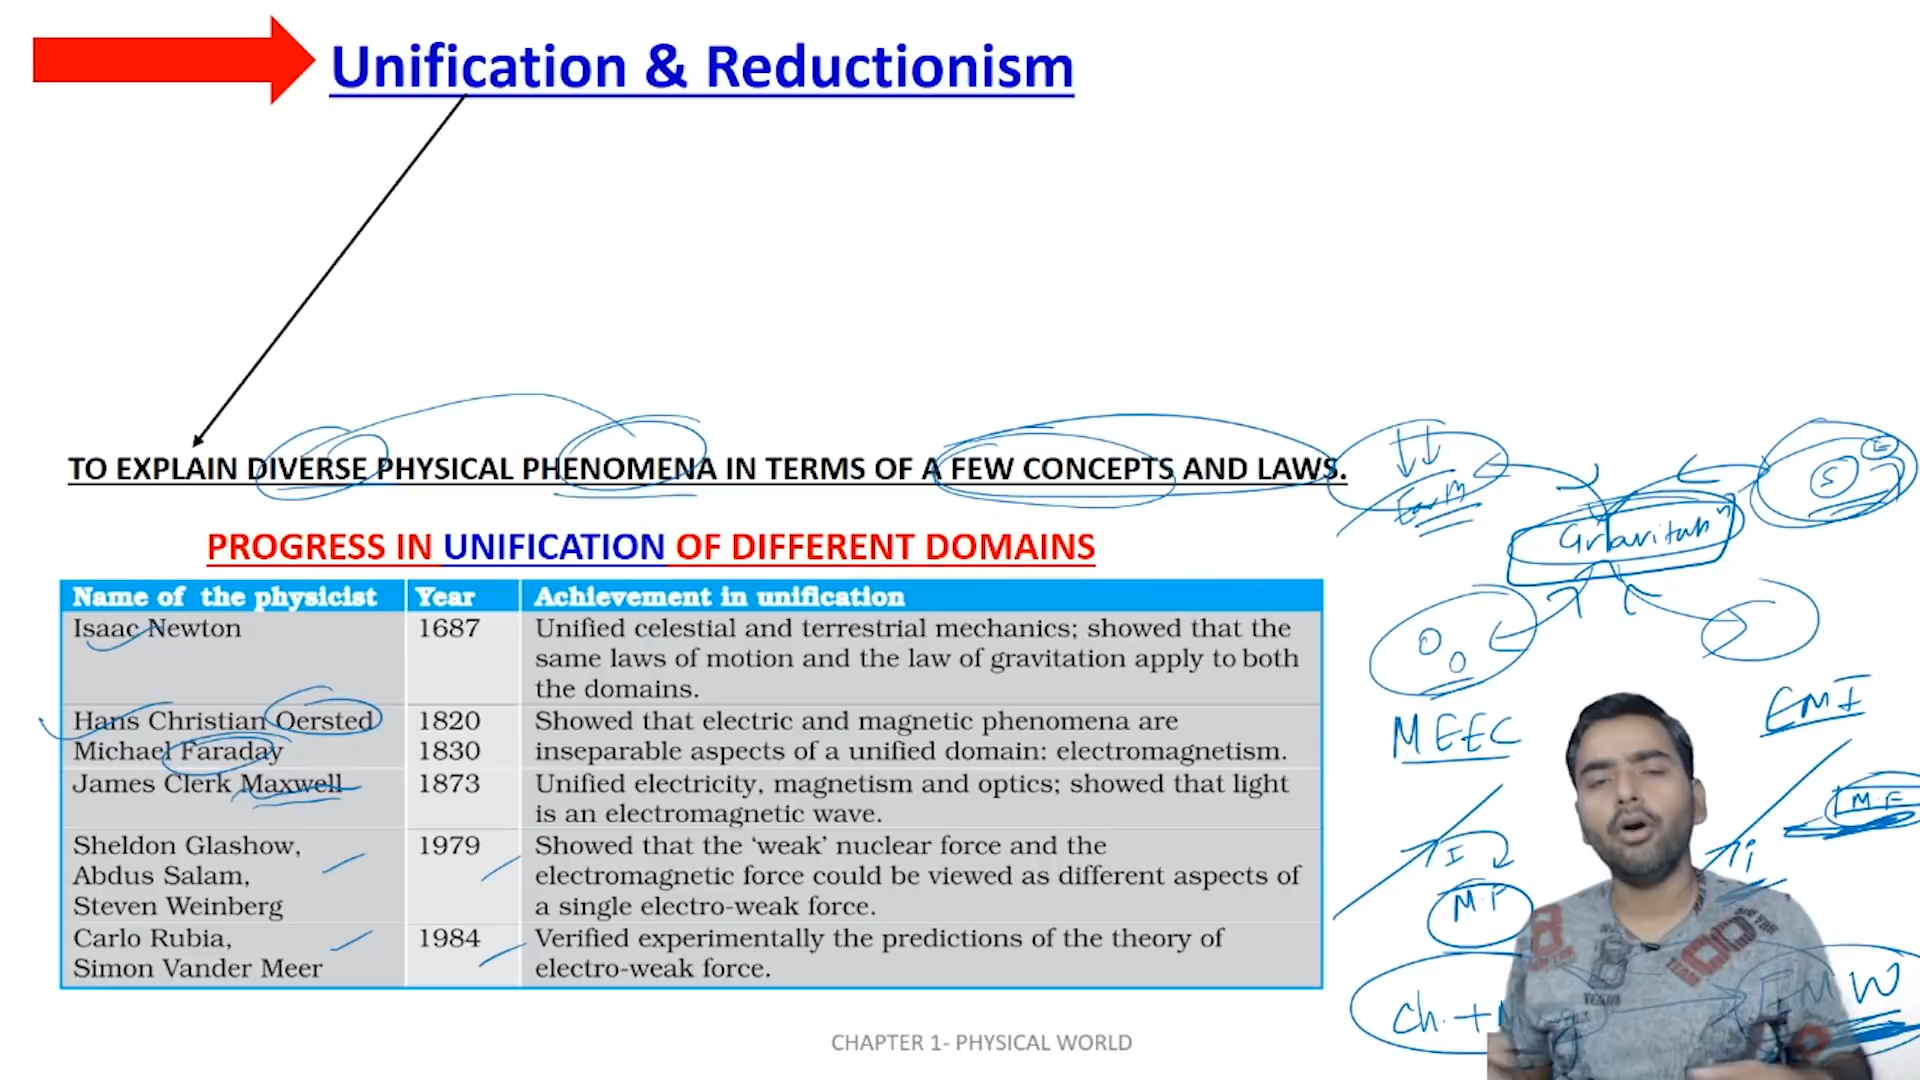 Unification & Reductionism
TO EXPLAIN DIVERSE PHYSICAL PHENOMENA IN TERMS OF A FEW CONCEPTS AND LAWS.
Earth
S
E
Gravitatn
PROGRESS IN UNIFICATION OF DIFFERENT DOMAINS
Name of the physicist Year Achievement in unification
Isaac Newton 1687 Unified celestial and terrestrial mechanics; showed that the
same laws of motion and the law of gravitation apply to both
the domains.
Hans Christian Oersted 1820 Showed that electric and magnetic phenomena are
Michael Faraday 1830 inseparable aspects of a unified domain: electromagnetism.
James Clerk Maxwell 1873 Unified electricity, magnetism and optics; showed that light
is an electromagnetic wave.
Sheldon Glashow, 1979 Showed that the ‘weak’ nuclear force and the
Abdus Salam, electromagnetic force could be viewed as different aspects of
Steven Weinberg a single electro-weak force.
Carlo Rubia, 1984 Verified experimentally the predictions of the theory of
Simon Vander Meer electro-weak force.
MEEC
EMI
I
M.F
M.F
i
Ch. +
EMW
CHAPTER 1- PHYSICAL WORLD